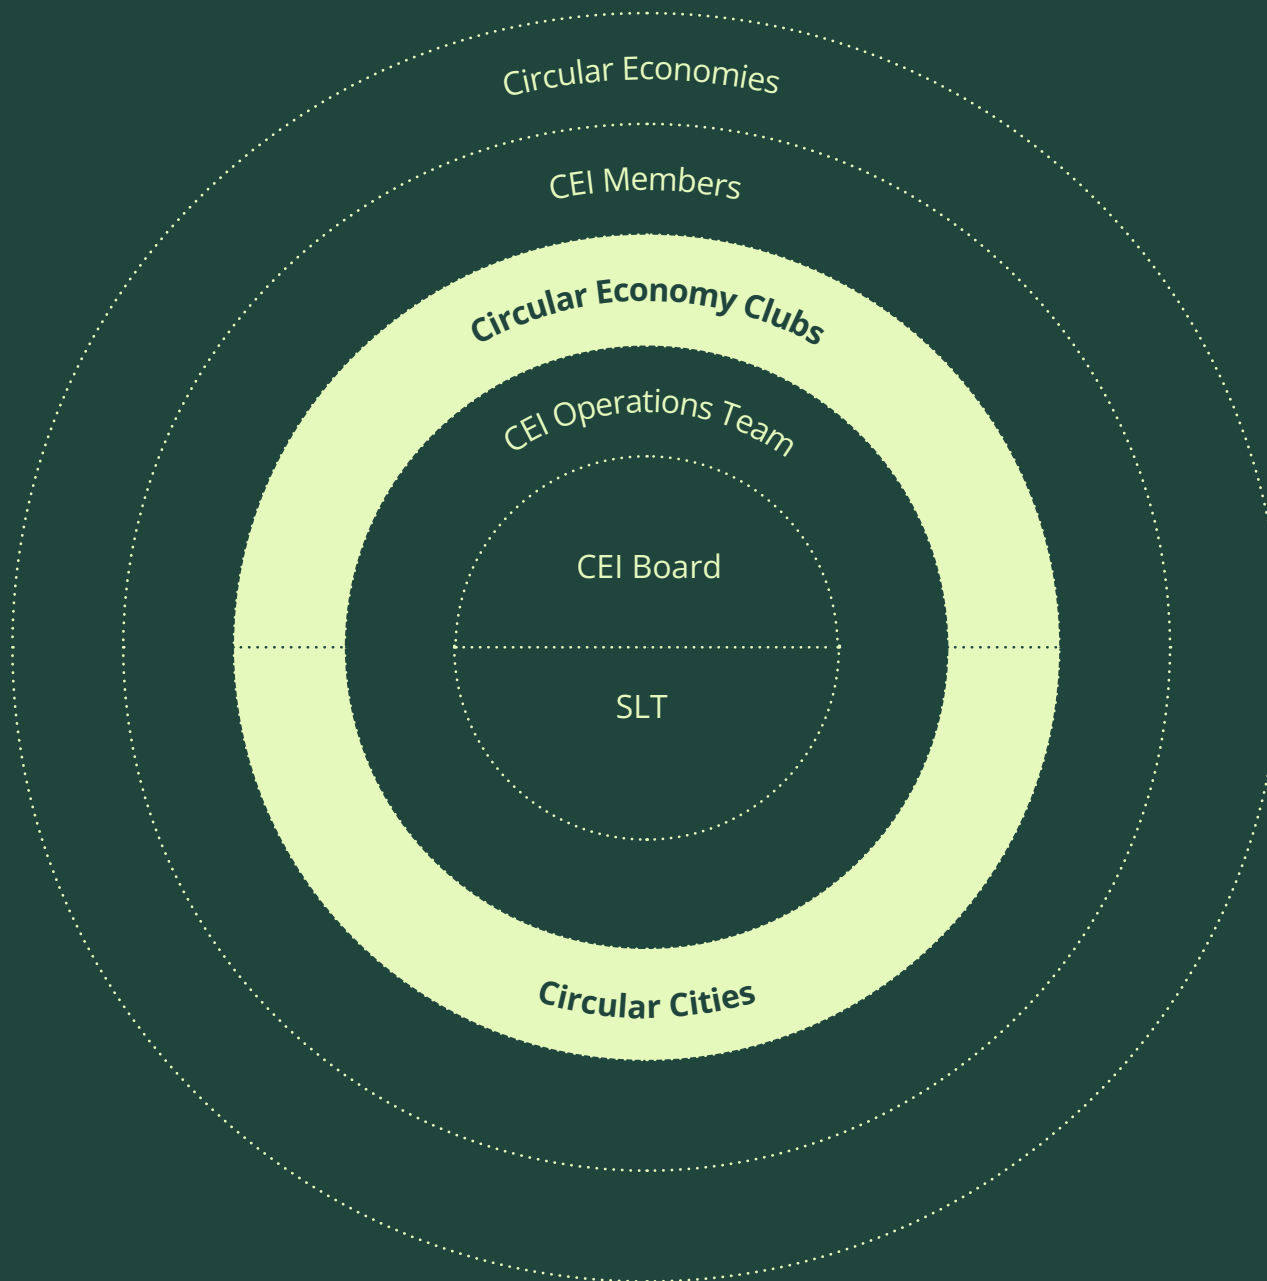 Circular Economies
CEI Members
Circular Economy Clubs
CEI Operations Team
CEI Board
SLT
Circular Cities